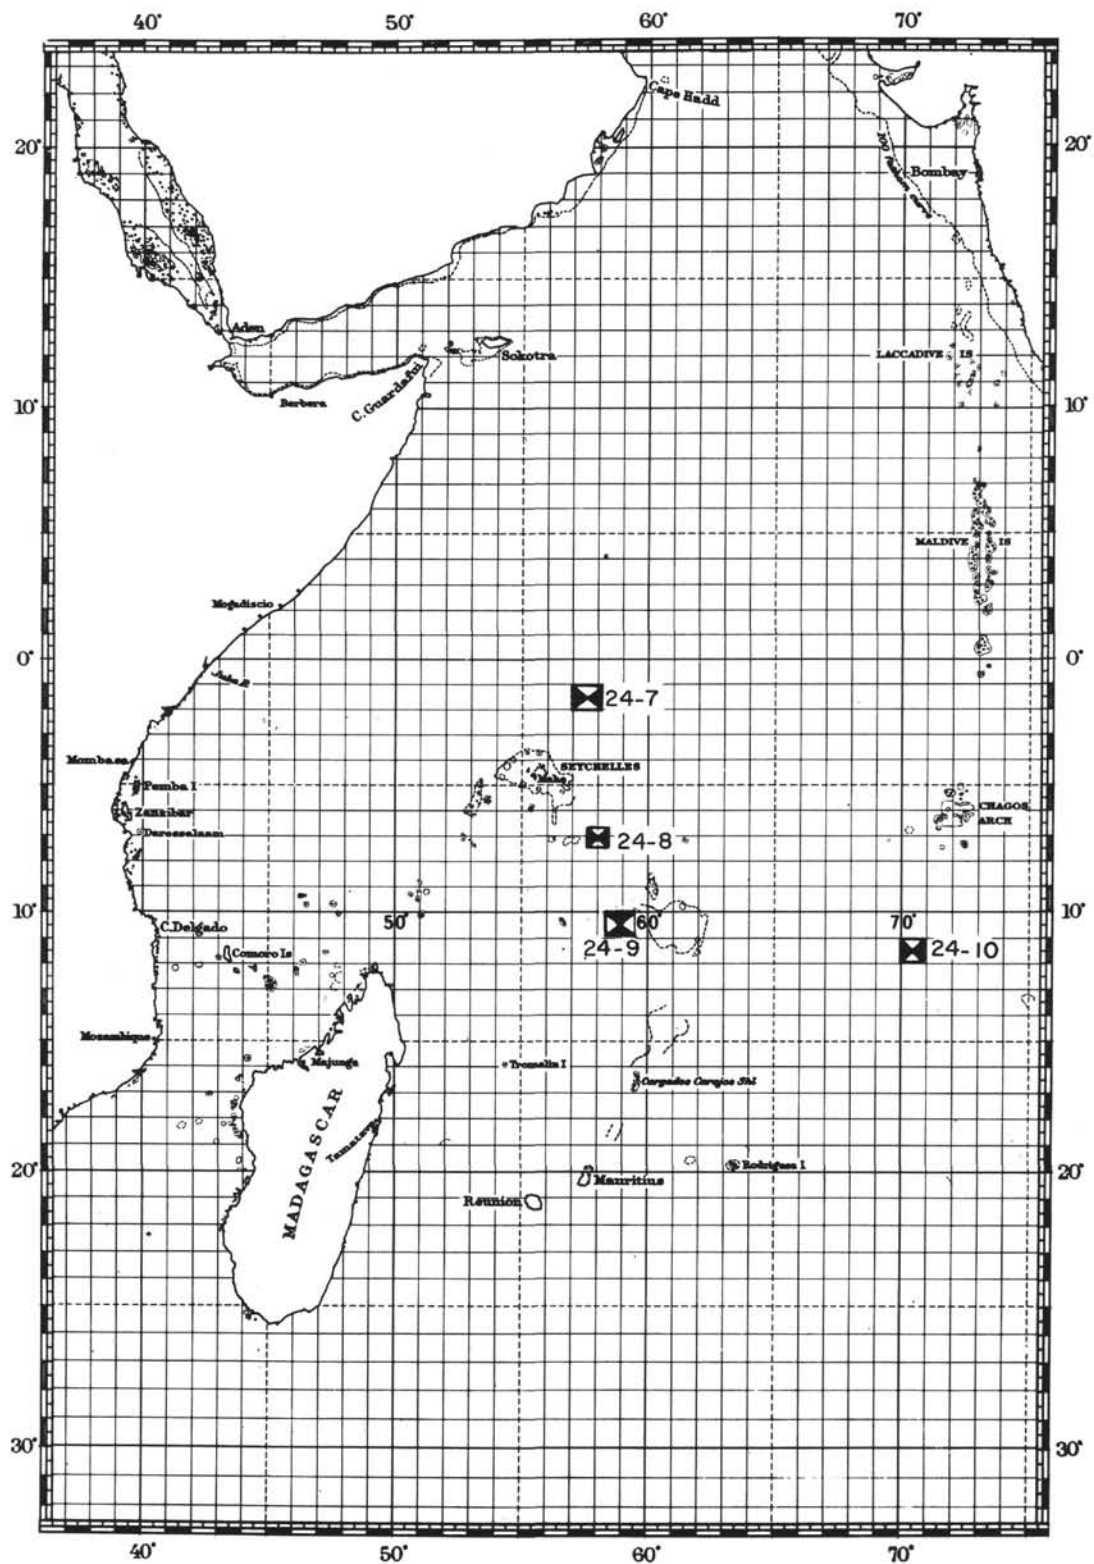 40° 50° 60° 70°
Cape Hadd
20° 20°
100 fathom curve
Bombay
Aden
Sokotra
LACCADIVE IS
C. Guardafui
Berbera
10° 10°
MALDIVE IS
Mogadiscio
0° 0°
Juba R.
24-7
Mombasa
SEYCHELLES
Mahe
Pemba I
Zanzibar
CHAGOS
ARCH
Daressalaam
24-8
10° 50° 60° 70° 10°
C. Delgado
24-9 24-10
Comoro Is
Mozambique
Majunga
Tromelin I
Cargados Carajos Shl
MADAGASCAR
Tamatave
Rodrigues I
20° 20°
Mauritius
Reunion
30° 30°
40° 50° 60° 70°